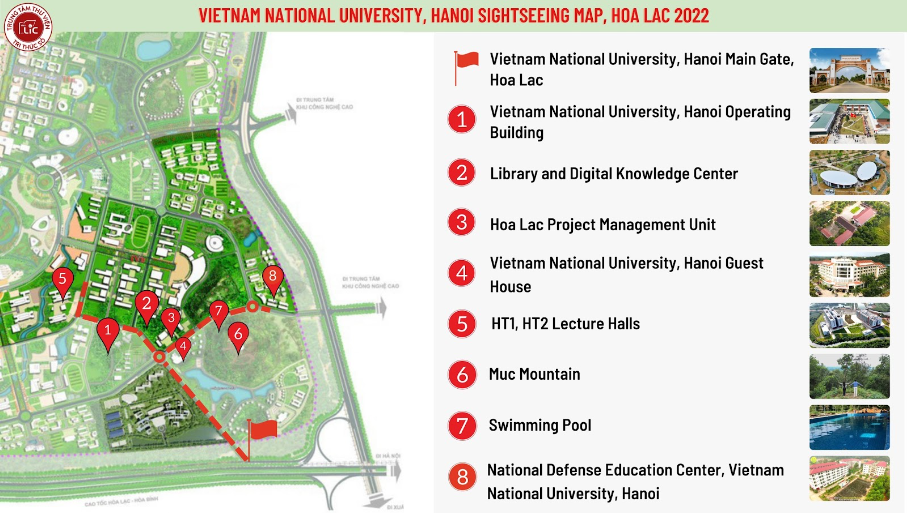 TRUNG TÂM THƯ VIỆN
LIC
TRI THỨC SỐ
VIETNAM NATIONAL UNIVERSITY, HANOI SIGHTSEEING MAP, HOA LAC 2022
ĐI TRUNG TÂM
KHU CÔNG NGHỆ CAO
ĐI TRUNG TÂM
KHU CÔNG NGHỆ CAO
5
8
2
7
3
1
6
4
ĐI HÀ NỘI
CAO TỐC HÒA LẠC - HÒA BÌNH
Vietnam National University, Hanoi Main Gate,
Hoa Lac
1
Vietnam National University, Hanoi Operating
Building
2
Library and Digital Knowledge Center
3
Hoa Lac Project Management Unit
4
Vietnam National University, Hanoi Guest
House
5
HT1, HT2 Lecture Halls
6
Muc Mountain
7
Swimming Pool
8
National Defense Education Center, Vietnam
National University, Hanoi